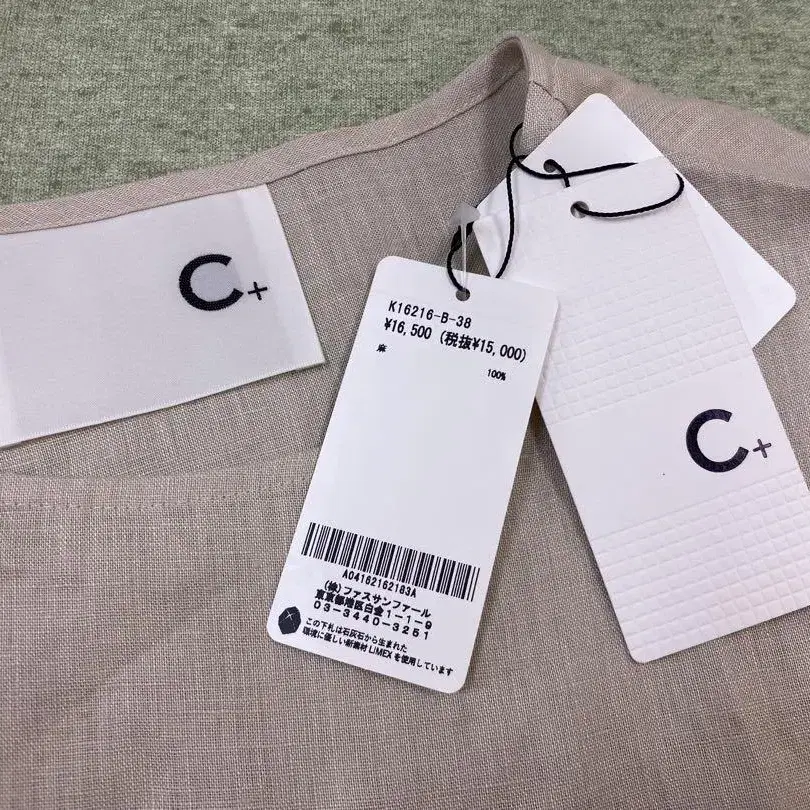 C+
K16216-B-38
¥16,500 (税抜¥15,000)
麻
100%
A04162162183A
(株)ファスサンファール
東京都港区白金1-1-9
03-3440-3251
この下札は石灰石から生まれた
環境に優しい新素材 LIMEX を使用しています
C+